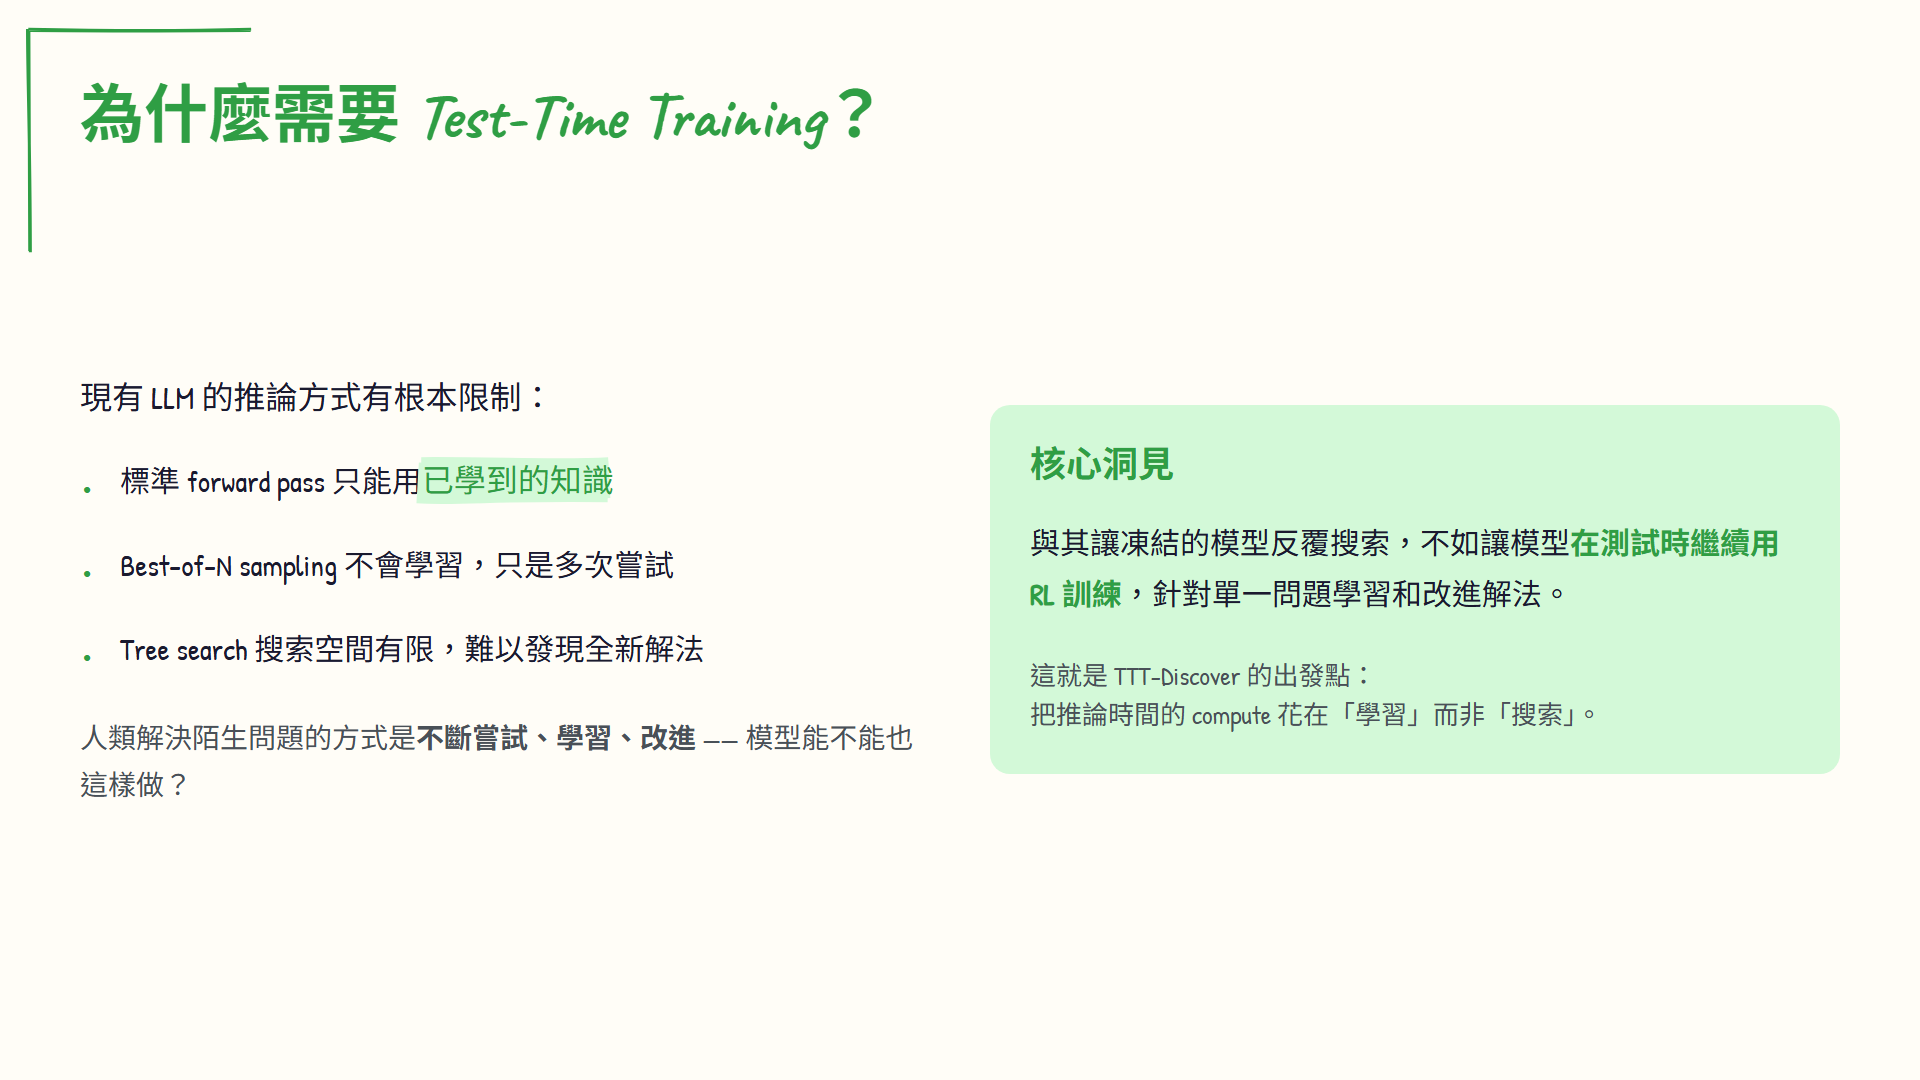 為什麼需要 Test-Time Training？
現有 LLM 的推論方式有根本限制：
• 標準 forward pass 只能用已學到的知識
• Best-of-N sampling 不會學習，只是多次嘗試
• Tree search 搜索空間有限，難以發現全新解法
人類解決陌生問題的方式是不斷嘗試、學習、改進 —— 模型能不能也
這樣做？
核心洞見
與其讓凍結的模型反覆搜索，不如讓模型在測試時繼續用
RL 訓練，針對單一問題學習和改進解法。
這就是 TTT-Discover 的出發點：
把推論時間的 compute 花在「學習」而非「搜索」。